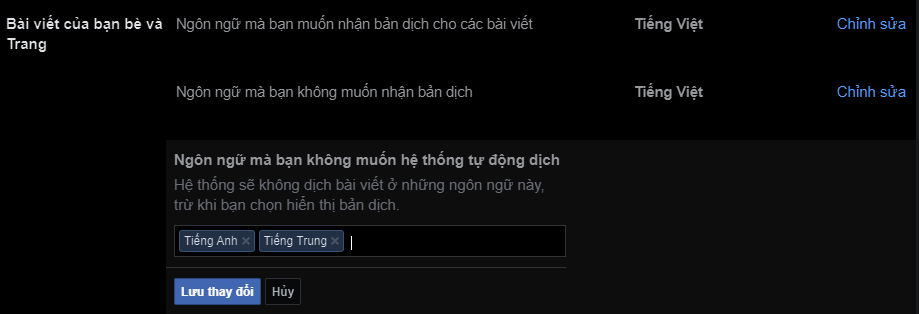 Bài viết của bạn bè và
Trang
Ngôn ngữ mà bạn muốn nhận bản dịch cho các bài viết
Tiếng Việt
Chỉnh sửa
Ngôn ngữ mà bạn không muốn nhận bản dịch
Tiếng Việt
Chỉnh sửa
Ngôn ngữ mà bạn không muốn hệ thống tự động dịch
Hệ thống sẽ không dịch bài viết ở những ngôn ngữ này,
trừ khi bạn chọn hiển thị bản dịch.
Tiếng Anh Tiếng Trung
Lưu thay đổi Hủy